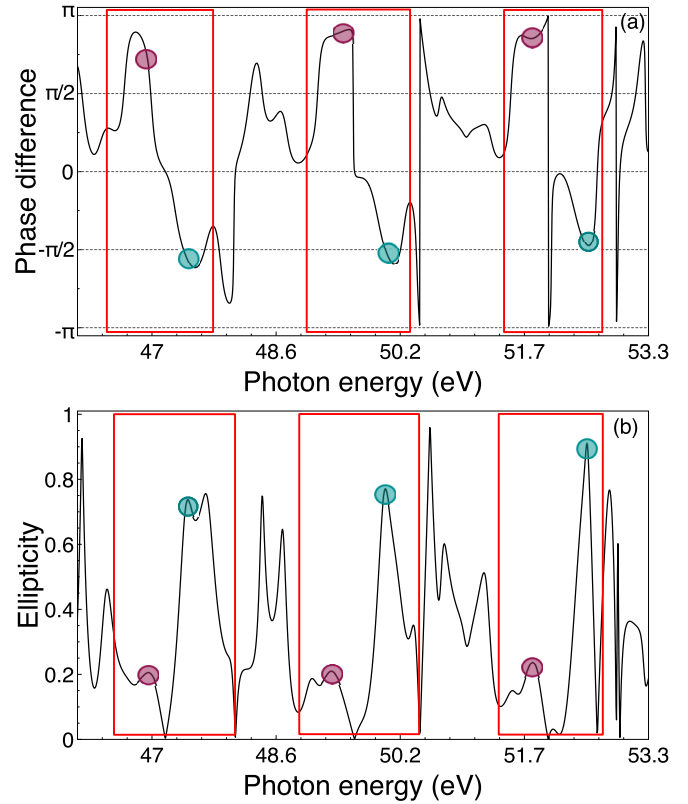 (a)
π
π/2
0
-π/2
-π
Phase difference
47 48.6 50.2 51.7 53.3
Photon energy (eV)
(b)
1
0.8
0.6
0.4
0.2
0
Ellipticity
47 48.6 50.2 51.7 53.3
Photon energy (eV)